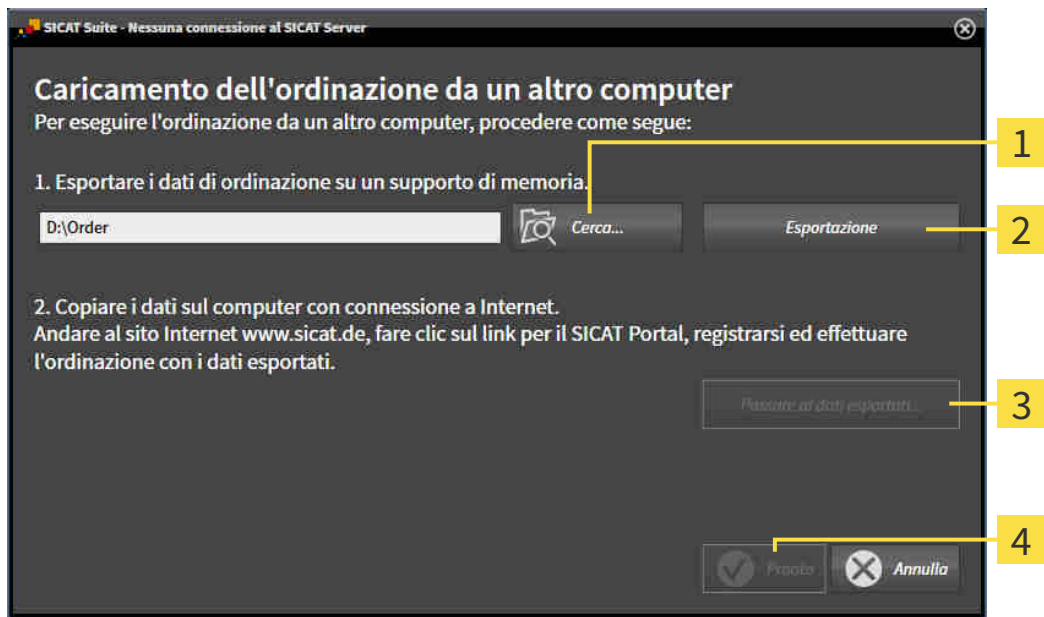 SICAT Suite - Nessuna connessione al SICAT Server
Caricamento dell'ordinazione da un altro computer
Per eseguire l'ordinazione da un altro computer, procedere come segue:
1
1. Esportare i dati di ordinazione su un supporto di memoria.
D:\Order
Cerca...
Esportazione
2
2. Copiare i dati sul computer con connessione a Internet.
Andare al sito Internet www.sicat.de, fare clic sul link per il SICAT Portal, registrarsi ed effettuare
l'ordinazione con i dati esportati.
Passate ai dati esportati...
3
Pronto
Annulla
4